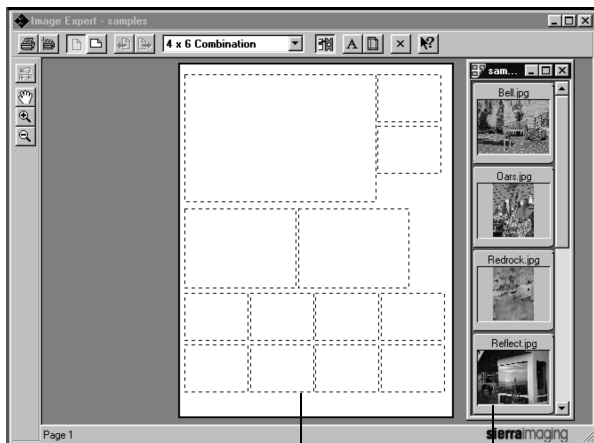 Image Expert - samples
4 x 6 Combination
A
sam...
Bell.jpg
Oars.jpg
Redrock.jpg
Reflect.jpg
Page 1
sierraimaging